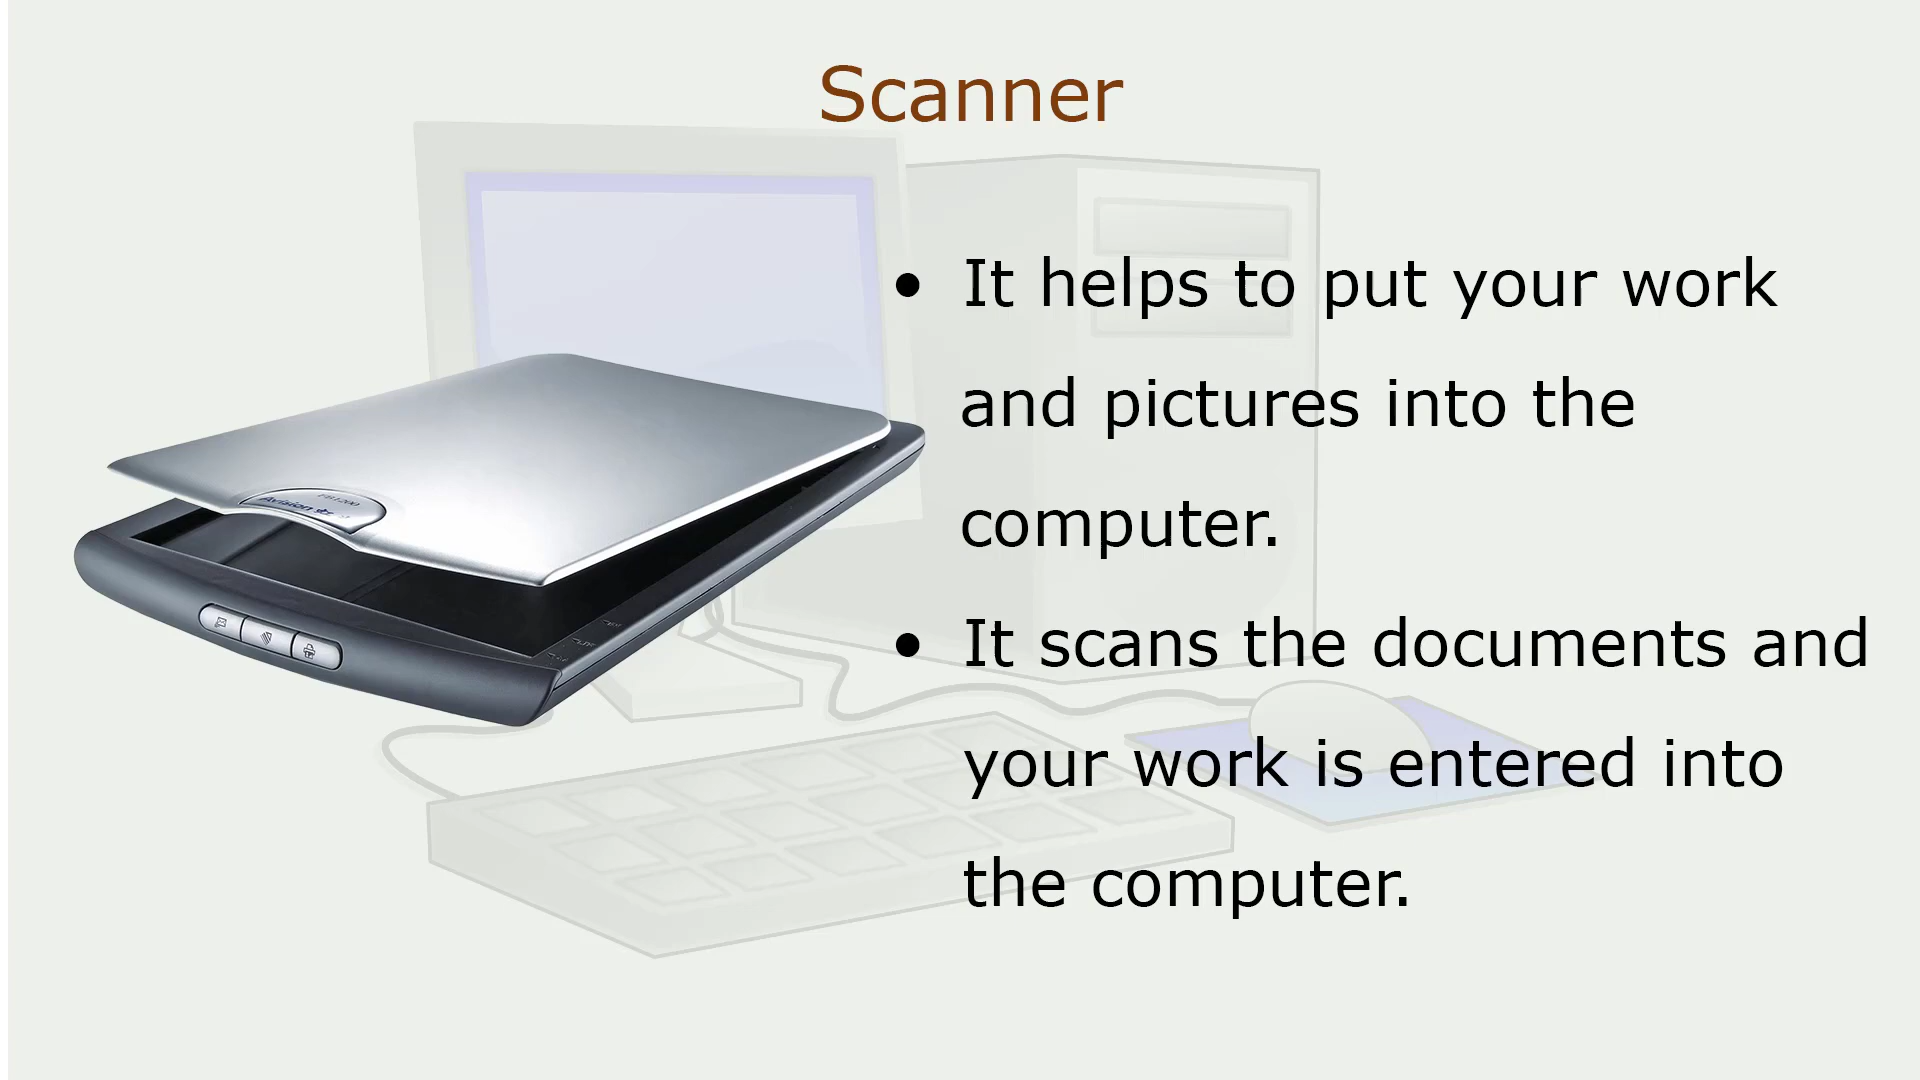 Scanner
• It helps to put your work
and pictures into the
computer.
• It scans the documents and
your work is entered into
the computer.
Avision